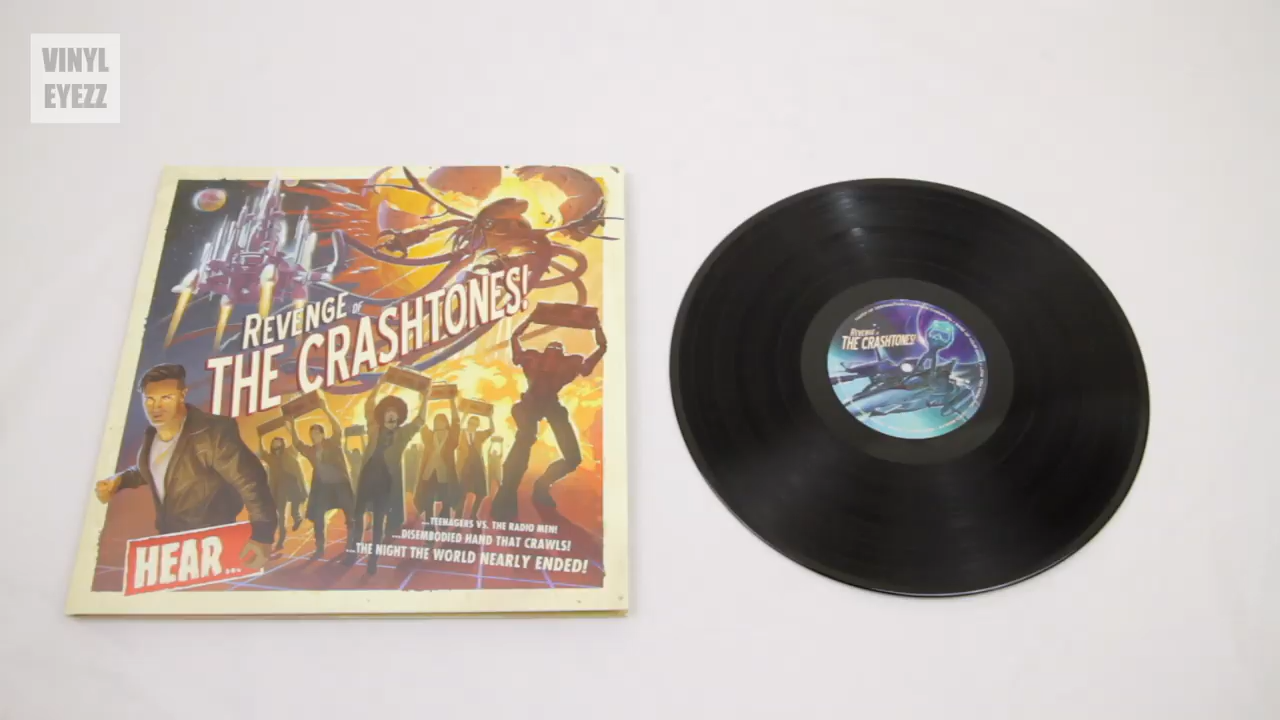 VINYL
EYEZZ
REVENGE OF
THE CRASHTONES!
...TEENAGERS VS. THE RADIO MEN!
...DISEMBODIED HAND THAT CRAWLS!
...THE NIGHT THE WORLD NEARLY ENDED!
HEAR...
REVENGE OF
THE CRASHTONES!